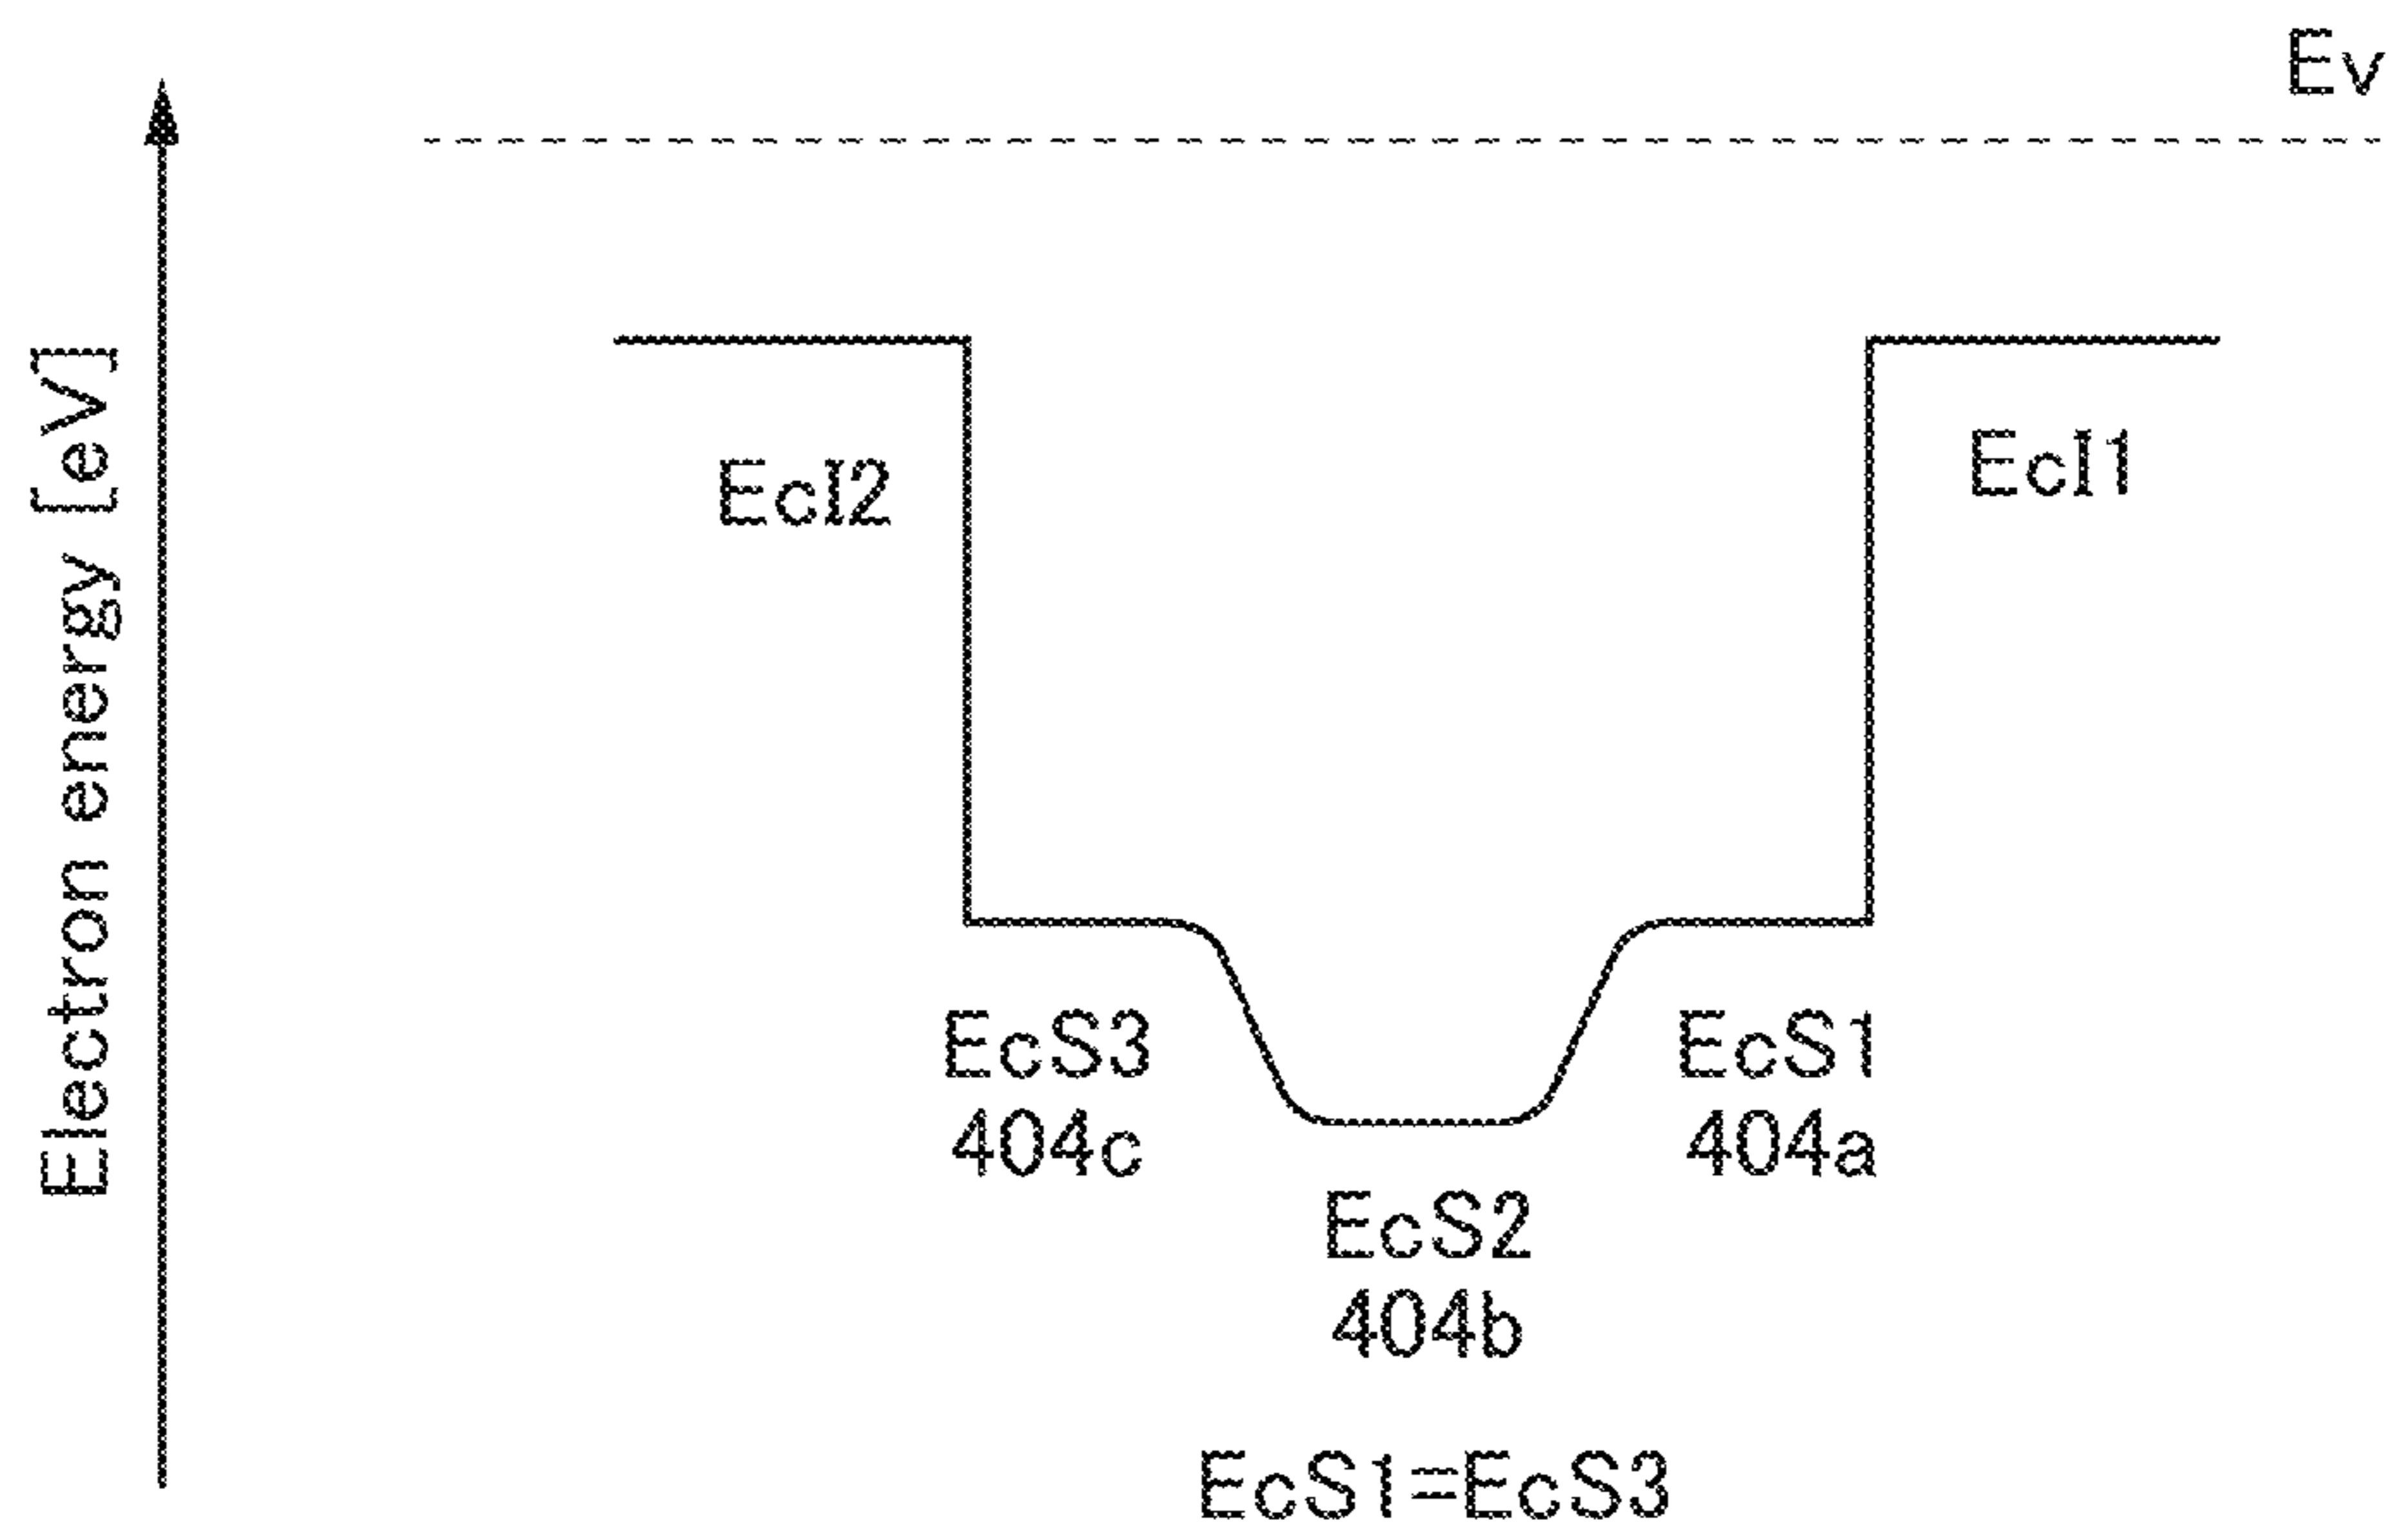 Ev
Electron energy [eV]
EcI2
EcI1
EcS3
404c
EcS1
404a
EcS2
404b
EcS1=EcS3